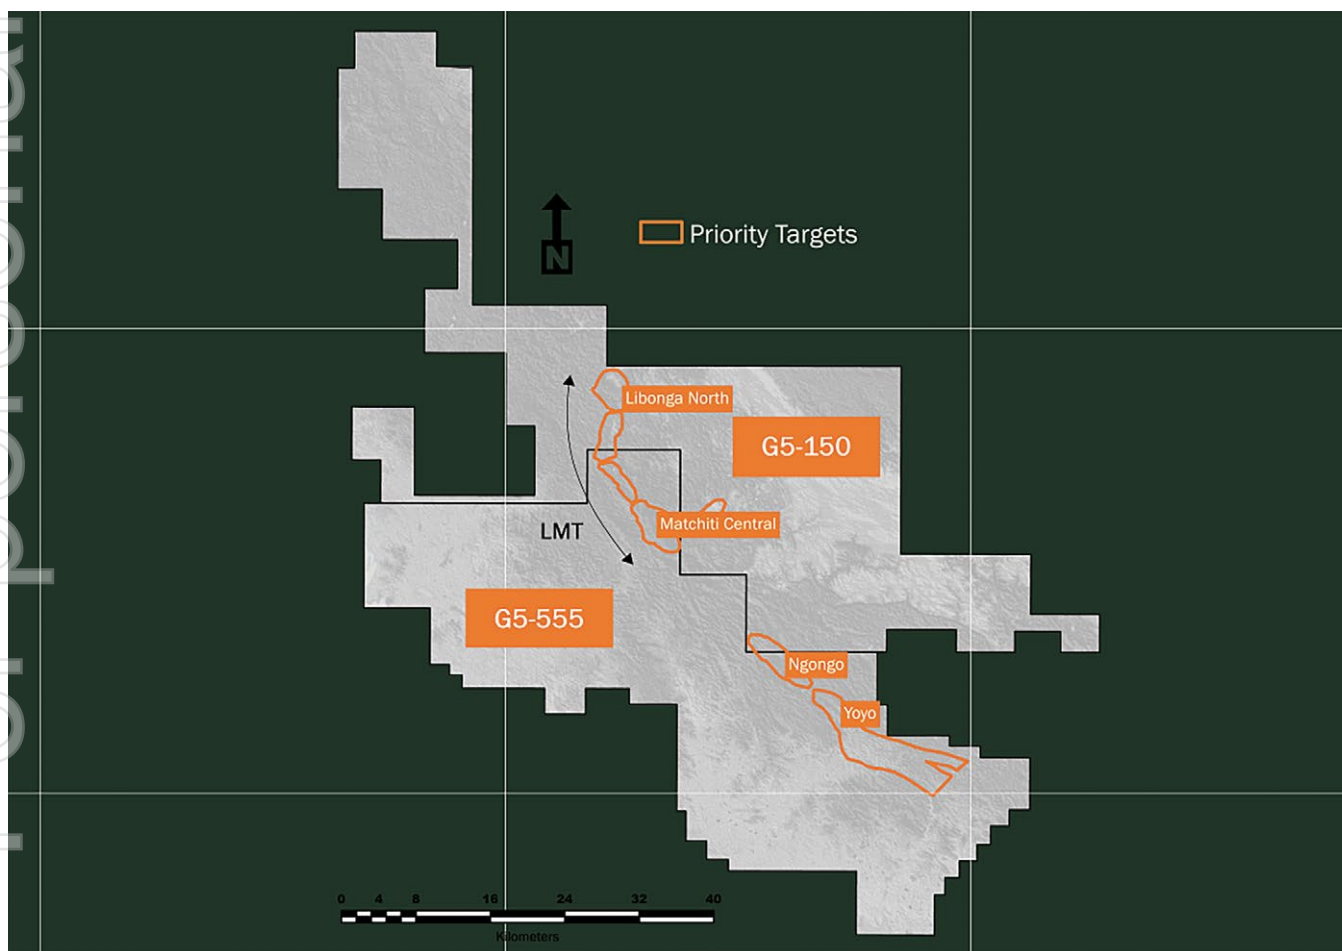 Priority Targets
N
Libonga North
G5-150
Matchiti Central
LMT
G5-555
Ngongo
Yoyo
0 4 8 16 24 32 40
Kilometers